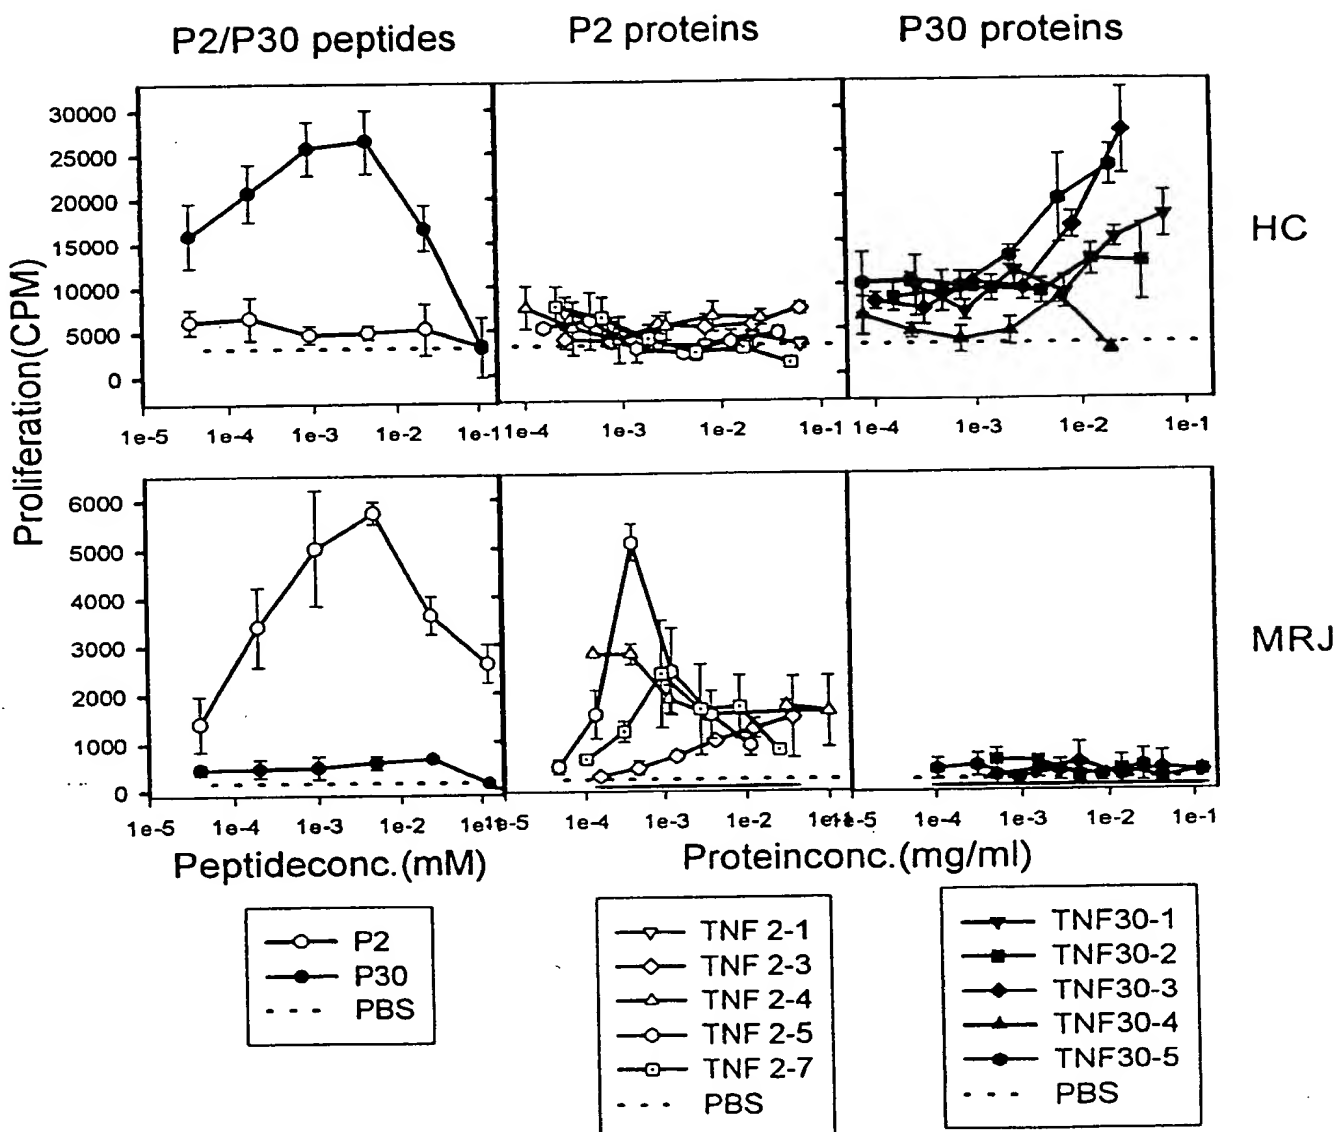 P2/P30 peptides
P2 proteins
P30 proteins
Proliferation(CPM)
30000
25000
20000
15000
10000
5000
0
HC
1e-5 1e-4 1e-3 1e-2 1e-1 1e-4 1e-3 1e-2 1e-1 1e-4 1e-3 1e-2 1e-1
6000
5000
4000
3000
2000
1000
0
MRJ
1e-5 1e-4 1e-3 1e-2 1e-5 1e-4 1e-3 1e-2 1e-5 1e-4 1e-3 1e-2 1e-1
Peptideconc.(mM)
Proteinconc.(mg/ml)
P2
P30
PBS
TNF 2-1
TNF 2-3
TNF 2-4
TNF 2-5
TNF 2-7
PBS
TNF30-1
TNF30-2
TNF30-3
TNF30-4
TNF30-5
PBS